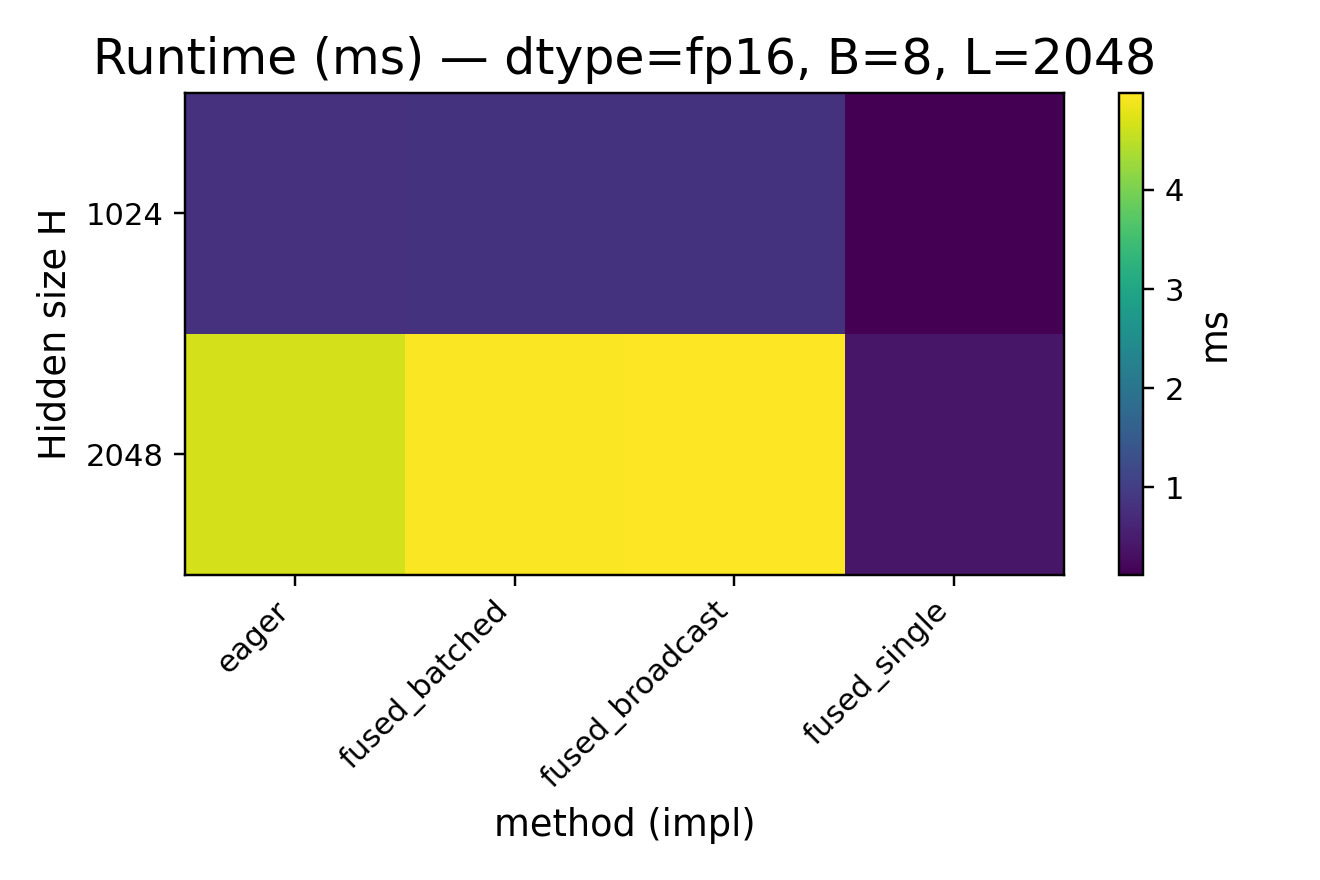 Runtime (ms) — dtype=fp16, B=8, L=2048
Hidden size H
1024
2048
4
3
2
1
ms
eager
fused_batched
fused_broadcast
fused_single
method (impl)